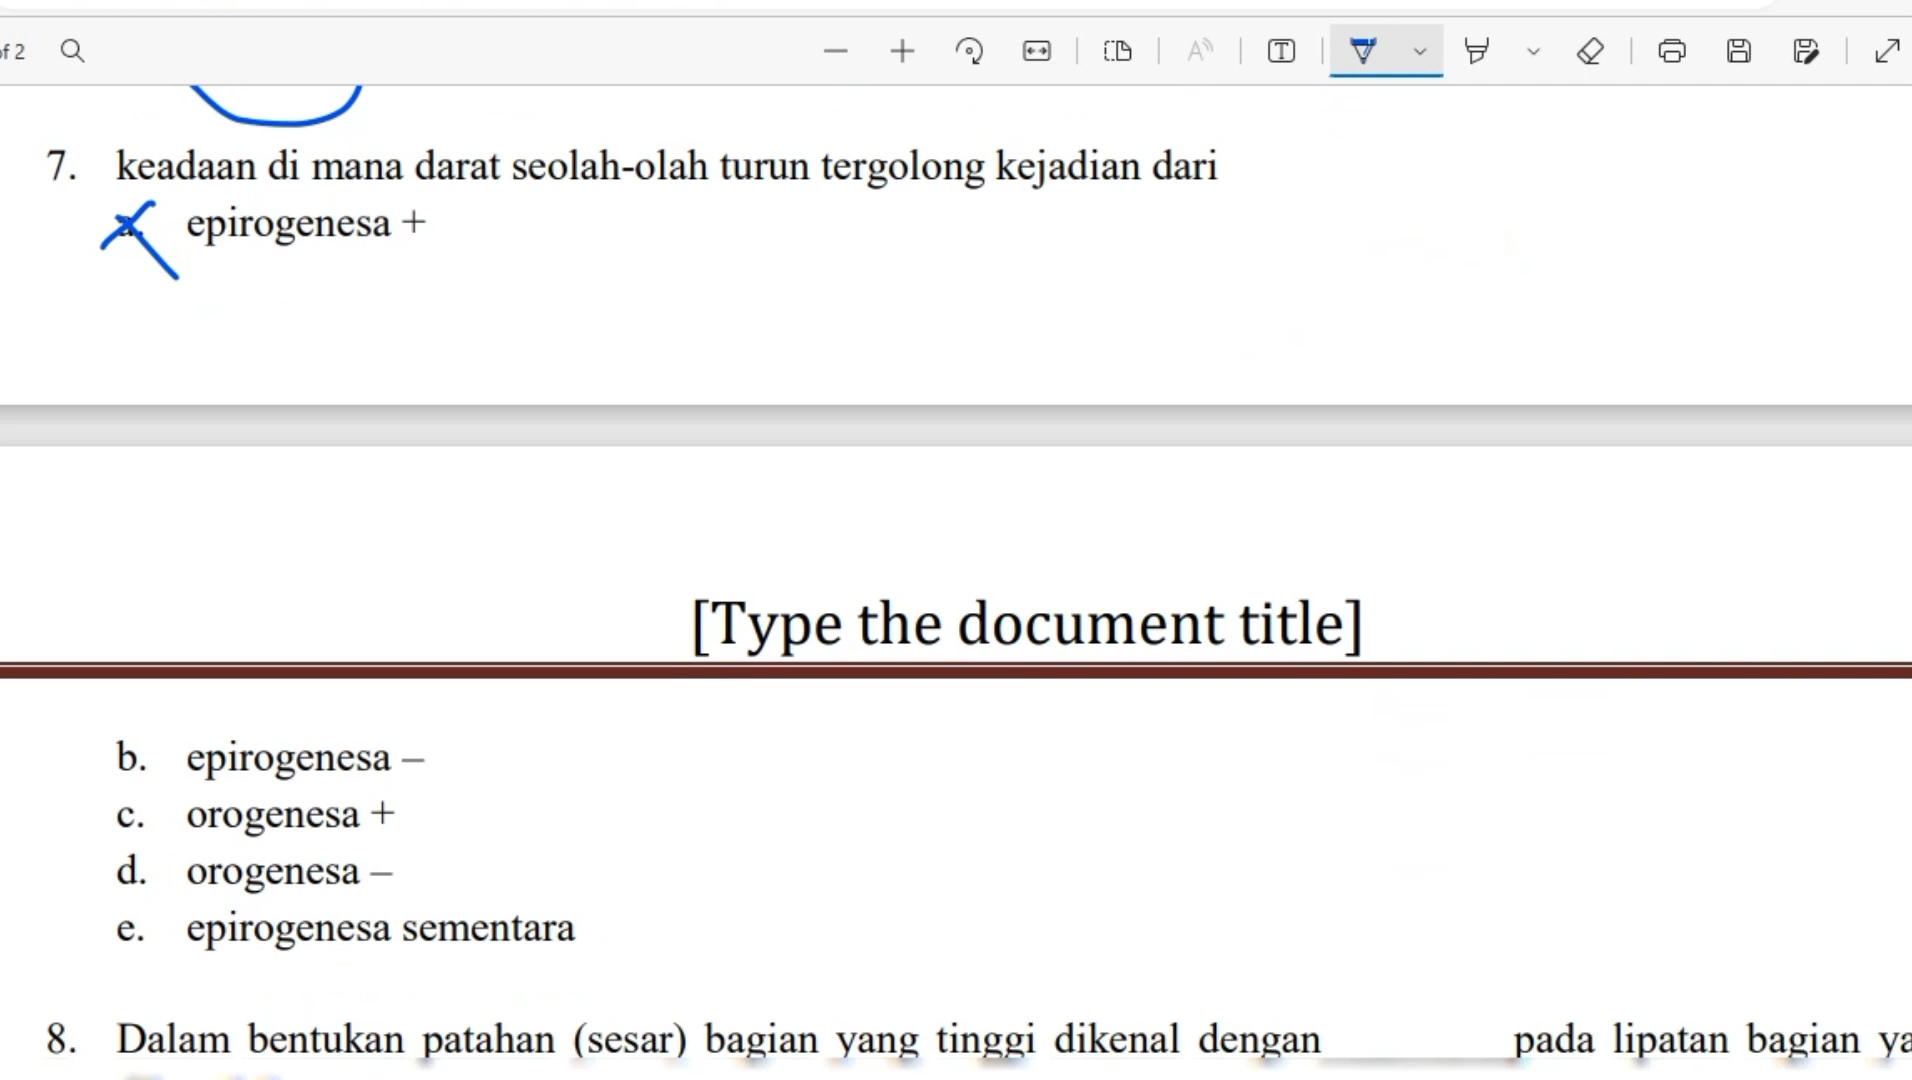 of 2
7. keadaan di mana darat seolah-olah turun tergolong kejadian dari
a. epirogenesa +
[Type the document title]
b. epirogenesa –
c. orogenesa +
d. orogenesa –
e. epirogenesa sementara
8. Dalam bentukan patahan (sesar) bagian yang tinggi dikenal dengan ________ pada lipatan bagian